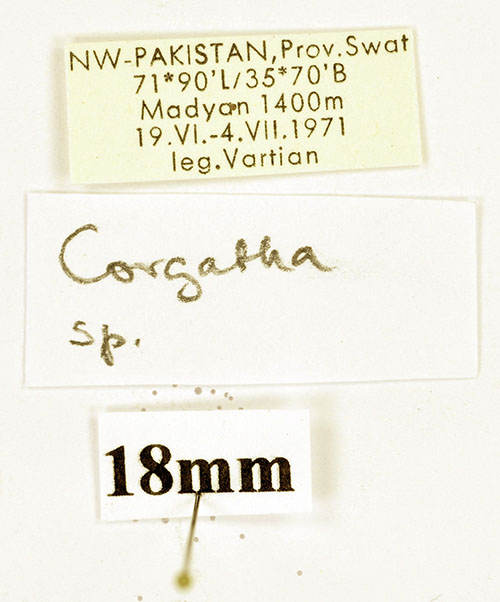 NW-PAKISTAN,Prov.Swat
71*90'L/35*70'B
Madyan 1400m
19.VI.-4.VII.1971
leg.Vartian
Corgatha
sp.
18mm